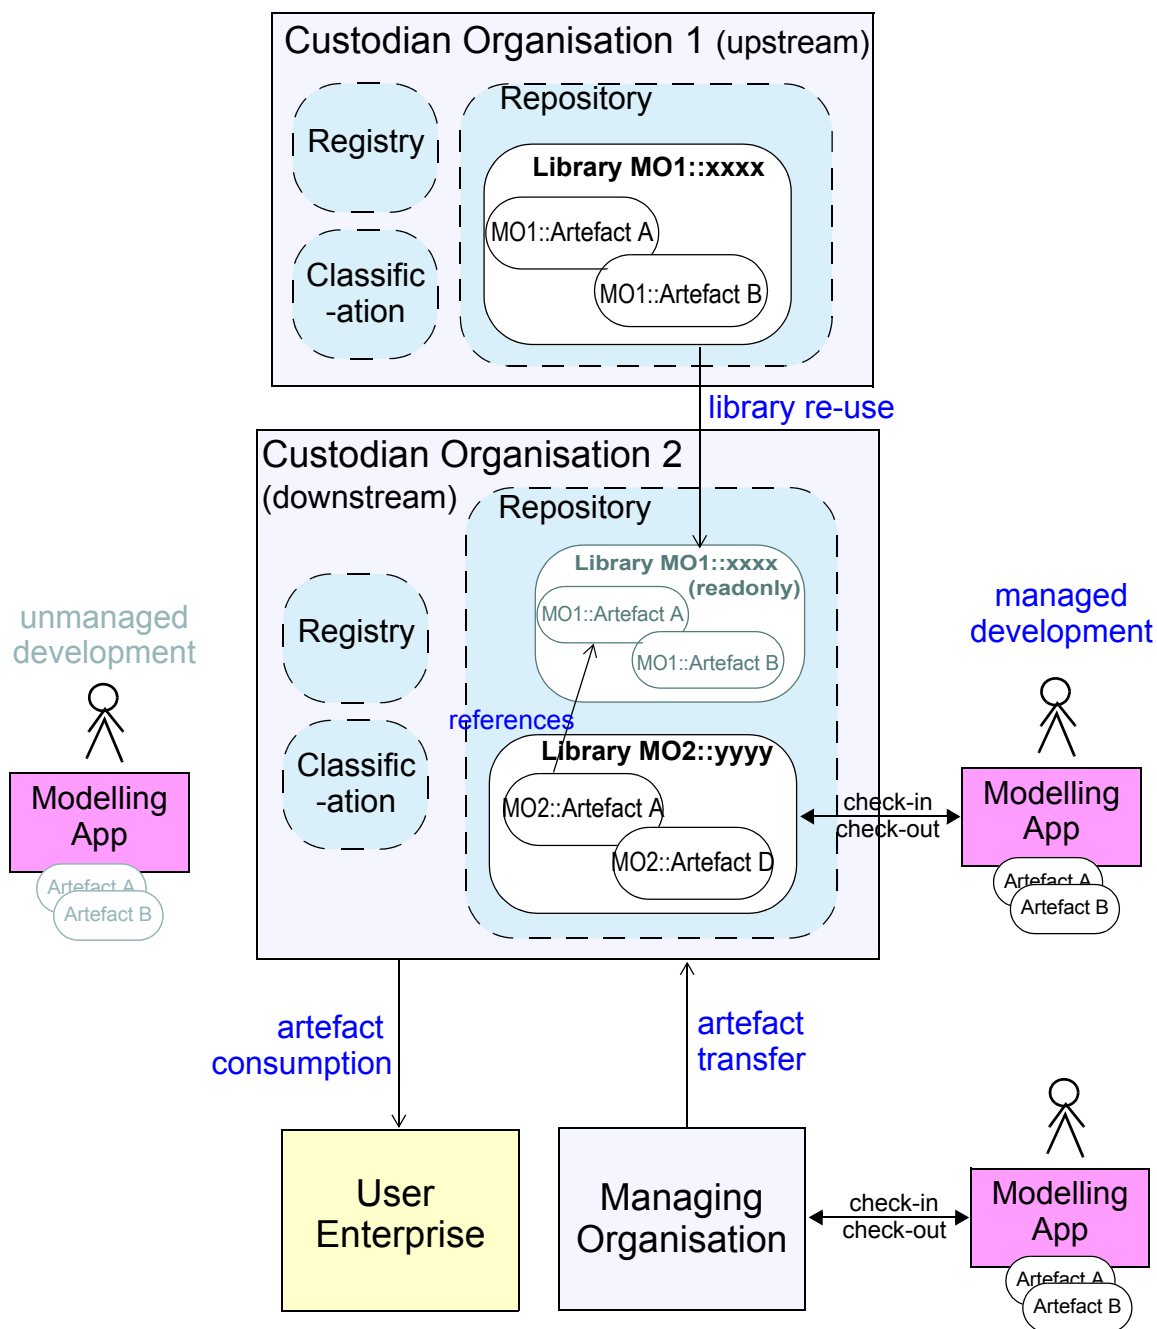 Custodian Organisation 1 (upstream)
Repository
Registry
Library MO1::xxxx
MO1::Artefact A
Classific
-ation
MO1::Artefact B
library re-use
Custodian Organisation 2
(downstream)
Repository
Library MO1::xxxx
(readonly)
MO1::Artefact A
MO1::Artefact B
Registry
references
Classific
-ation
Library MO2::yyyy
MO2::Artefact A
MO2::Artefact D
unmanaged
development
Modelling
App
Artefact A
Artefact B
managed
development
check-in
check-out
Modelling
App
Artefact A
Artefact B
artefact
consumption
artefact
transfer
User
Enterprise
Managing
Organisation
check-in
check-out
Modelling
App
Artefact A
Artefact B